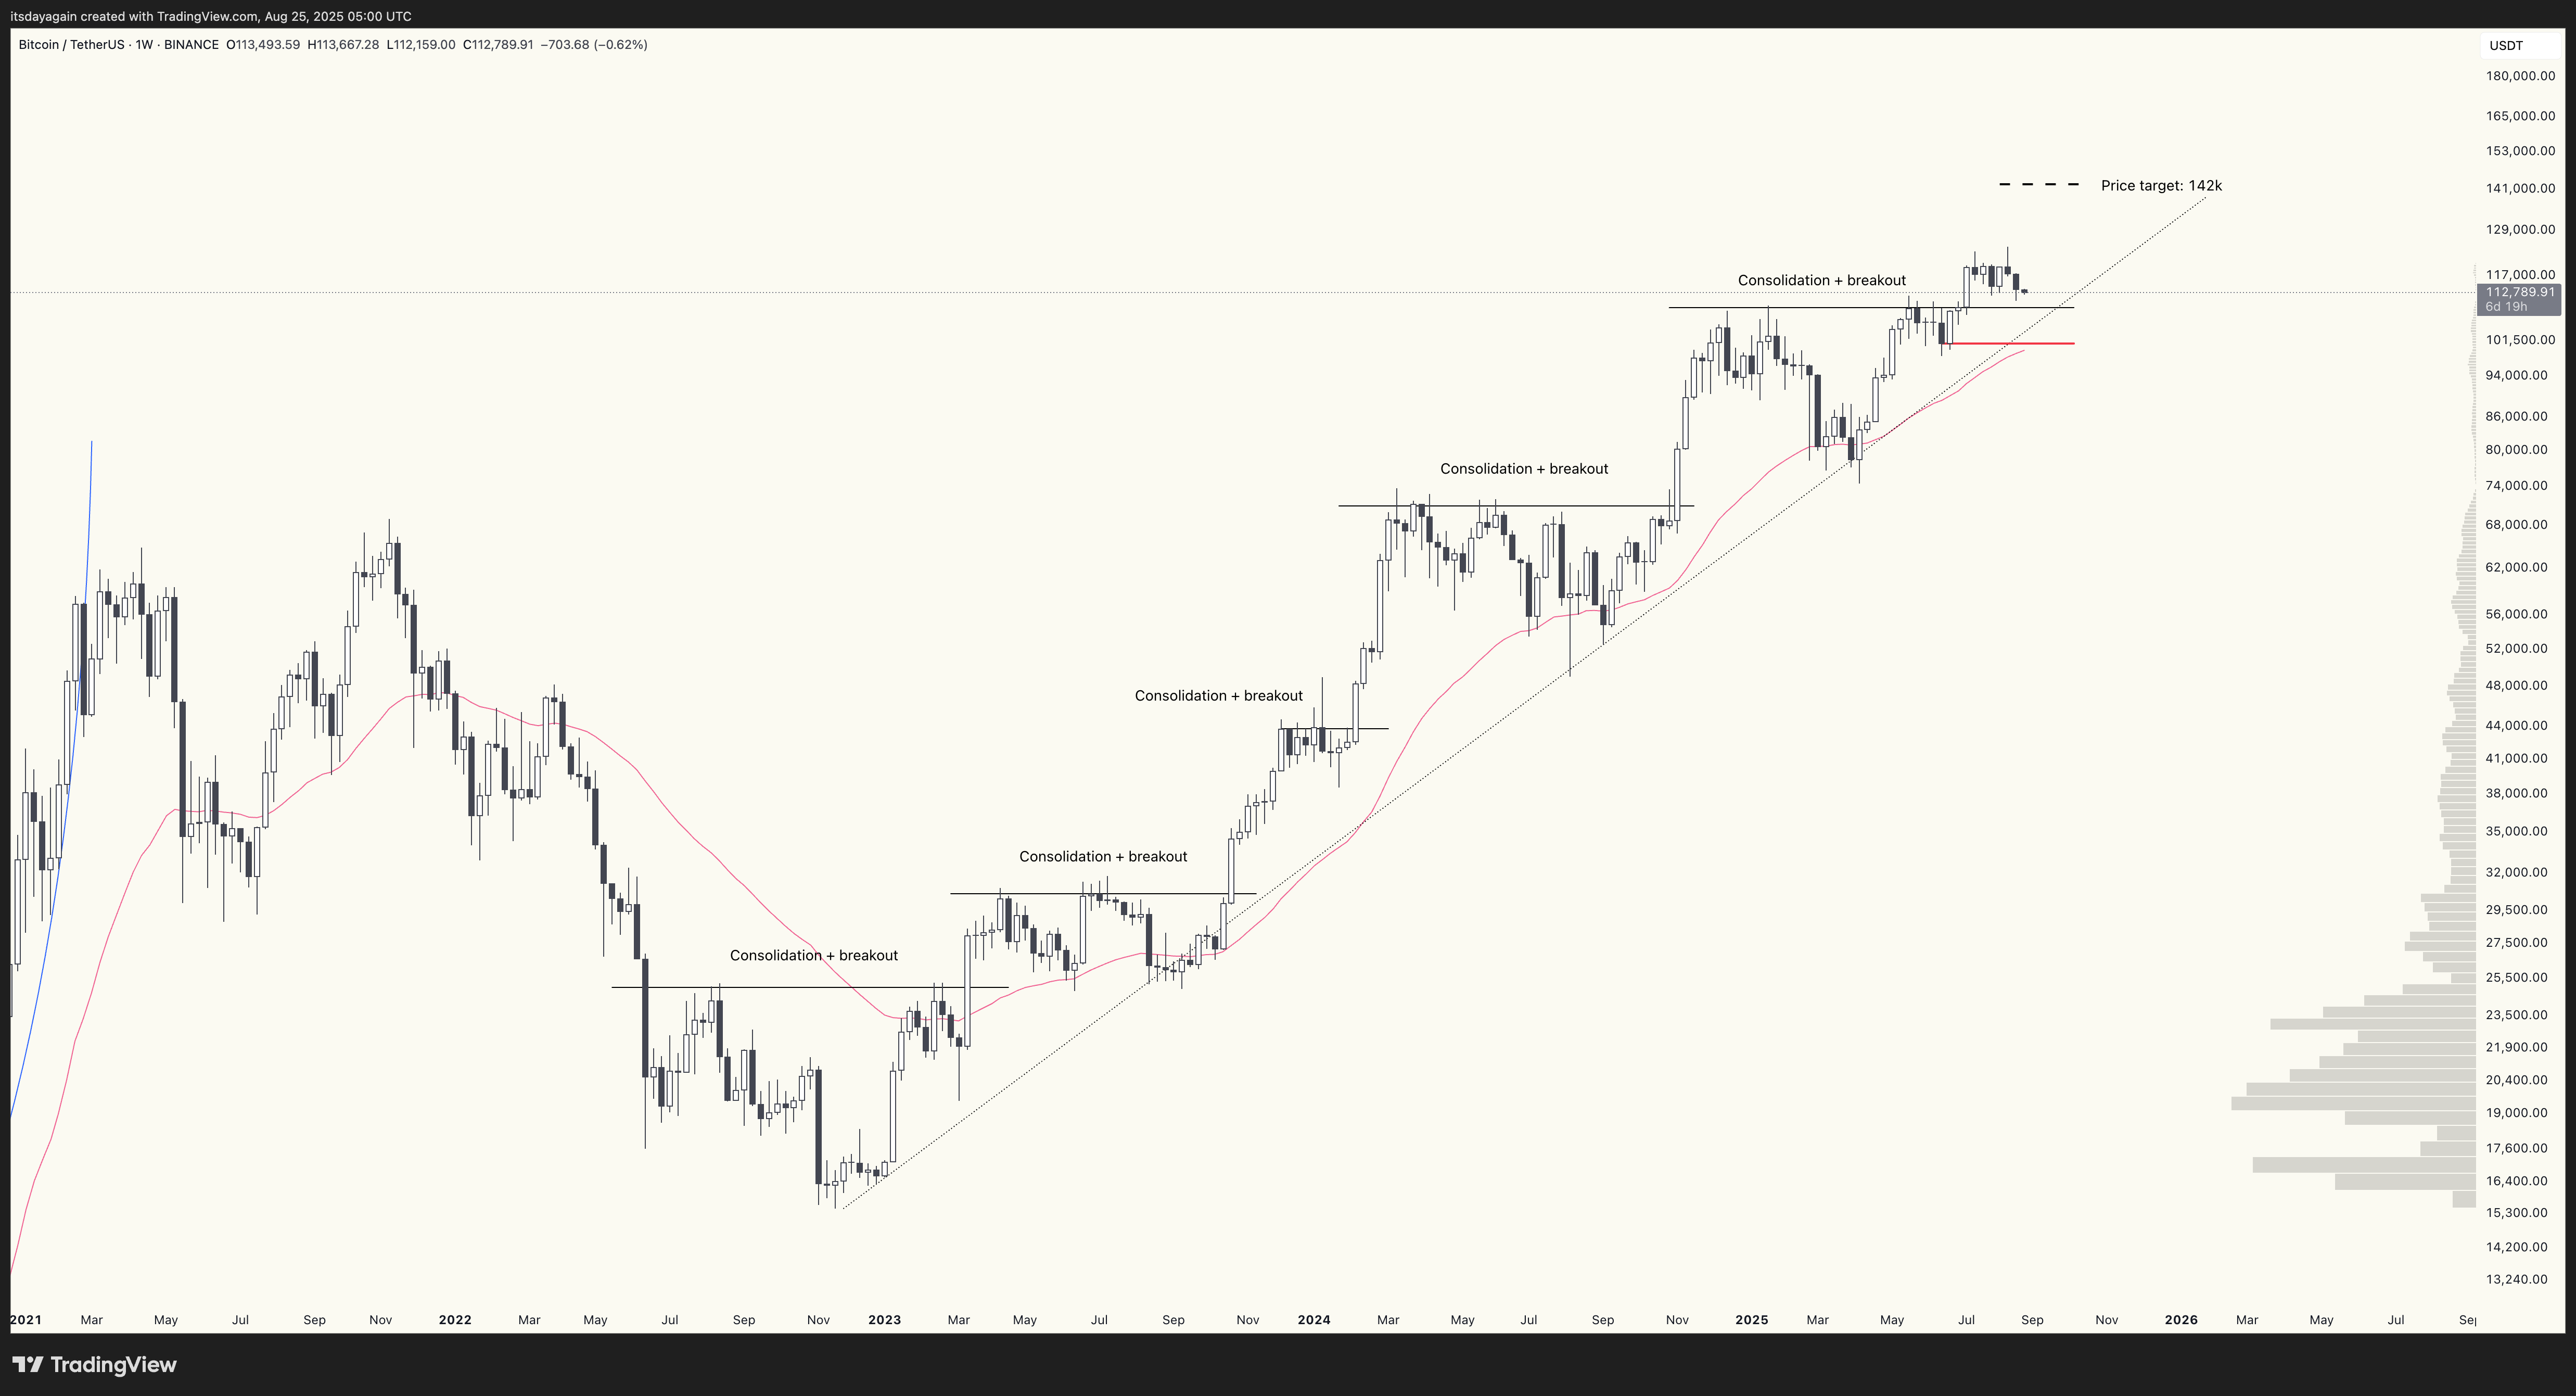 itsdayagain created with TradingView.com, Aug 25, 2025 05:00 UTC
Bitcoin / TetherUS · 1W · BINANCE O113,493.59 H113,667.28 L112,159.00 C112,789.91 −703.68 (−0.62%)
USDT
180,000.00
165,000.00
153,000.00
Price target: 142k
141,000.00
129,000.00
Consolidation + breakout
117,000.00
112,789.91
6d 19h
101,500.00
94,000.00
86,000.00
80,000.00
Consolidation + breakout
74,000.00
68,000.00
62,000.00
56,000.00
52,000.00
48,000.00
Consolidation + breakout
44,000.00
41,000.00
38,000.00
35,000.00
Consolidation + breakout
32,000.00
29,500.00
27,500.00
Consolidation + breakout
25,500.00
23,500.00
21,900.00
20,400.00
19,000.00
17,600.00
16,400.00
15,300.00
14,200.00
13,240.00
2021 Mar May Jul Sep Nov 2022 Mar May Jul Sep Nov 2023 Mar May Jul Sep Nov 2024 Mar May Jul Sep Nov 2025 Mar May Jul Sep Nov 2026 Mar May Jul Sep
TradingView